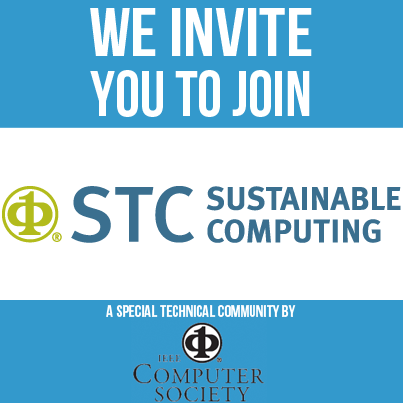 WE INVITE
YOU TO JOIN
STC SUSTAINABLE
COMPUTING
®
A SPECIAL TECHNICAL COMMUNITY BY
IEEE
®
COMPUTER
SOCIETY